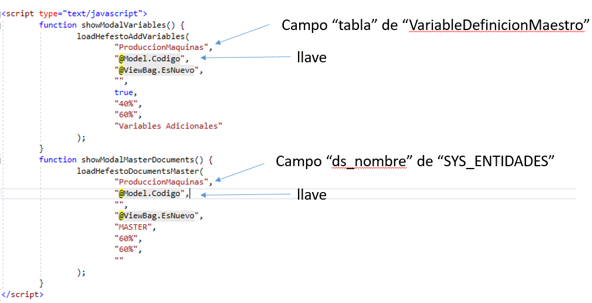 <script type="text/javascript">
function showModalVariables() {
loadHefestoAddVariables(
"ProduccionMaquinas",
"@Model.Codigo",
"@ViewBag.EsNuevo",
"",
true,
"40%",
"60%",
"Variables Adicionales"
);
}
function showModalMasterDocuments() {
loadHefestoDocumentsMaster(
"ProduccionMaquinas",
"@Model.Codigo",
"",
"@ViewBag.EsNuevo",
"MASTER",
"60%",
"60%",
""
);
}
</script>
Campo “tabla” de “VariableDefinicionMaestro”
llave
Campo “ds_nombre” de “SYS_ENTIDADES”
llave